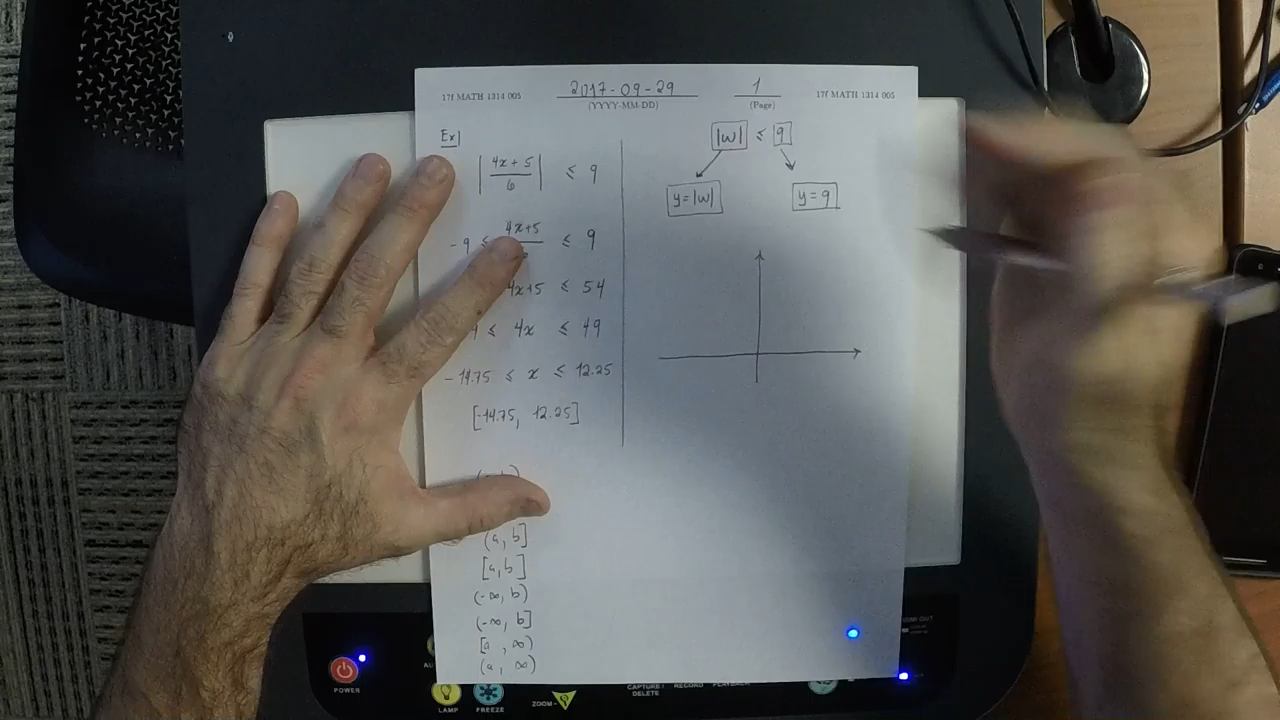 17f MATH 1314 005 2017-09-29 1 17f MATH 1314 005
(YYYY-MM-DD) (Page)
Ex
|(4x+5)/6| ≤ 9
-9 ≤ 4x+5 ≤ 9
4x+5 ≤ 54
≤ 4x ≤ 49
-14.75 ≤ x ≤ 12.25
[-14.75, 12.25]
(a, b]
[a, b]
(-∞, b)
(-∞, b]
[a, ∞)
(a, ∞)
|w| ≤ 9
y=|w| y=9
POWER
LAMP
FREEZE
ZOOM
CAPTURE/
DELETE
RECORD